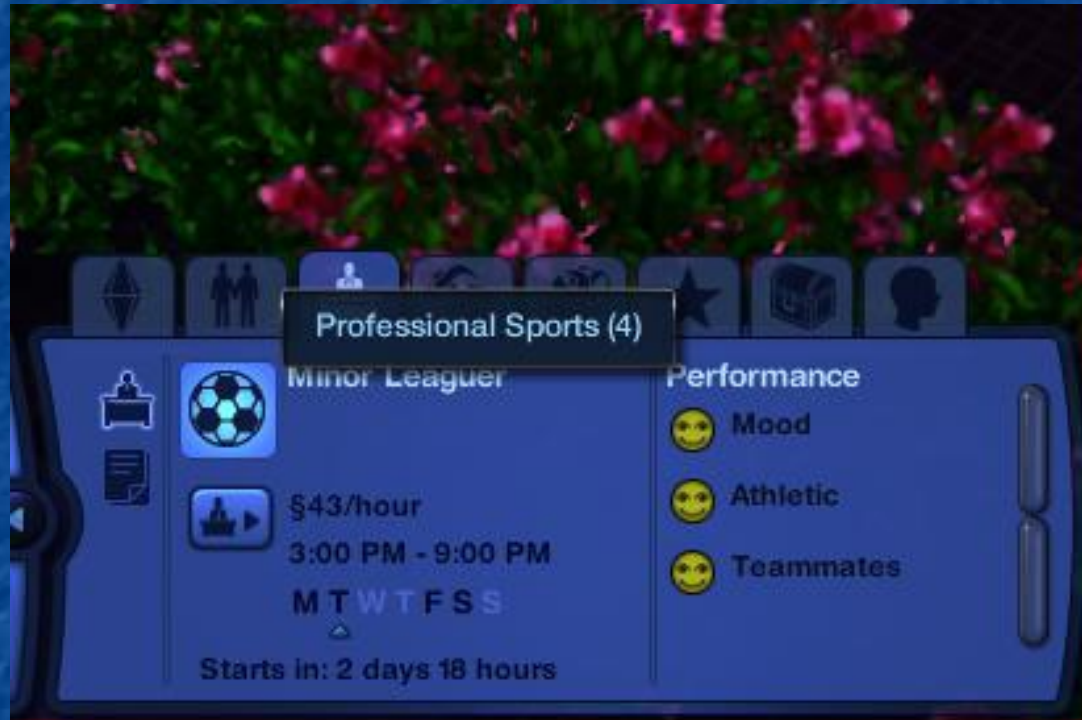 Professional Sports (4)
Minor Leaguer
§43/hour
3:00 PM - 9:00 PM
M T W T F S S
Starts in: 2 days 18 hours
Performance
Mood
Athletic
Teammates